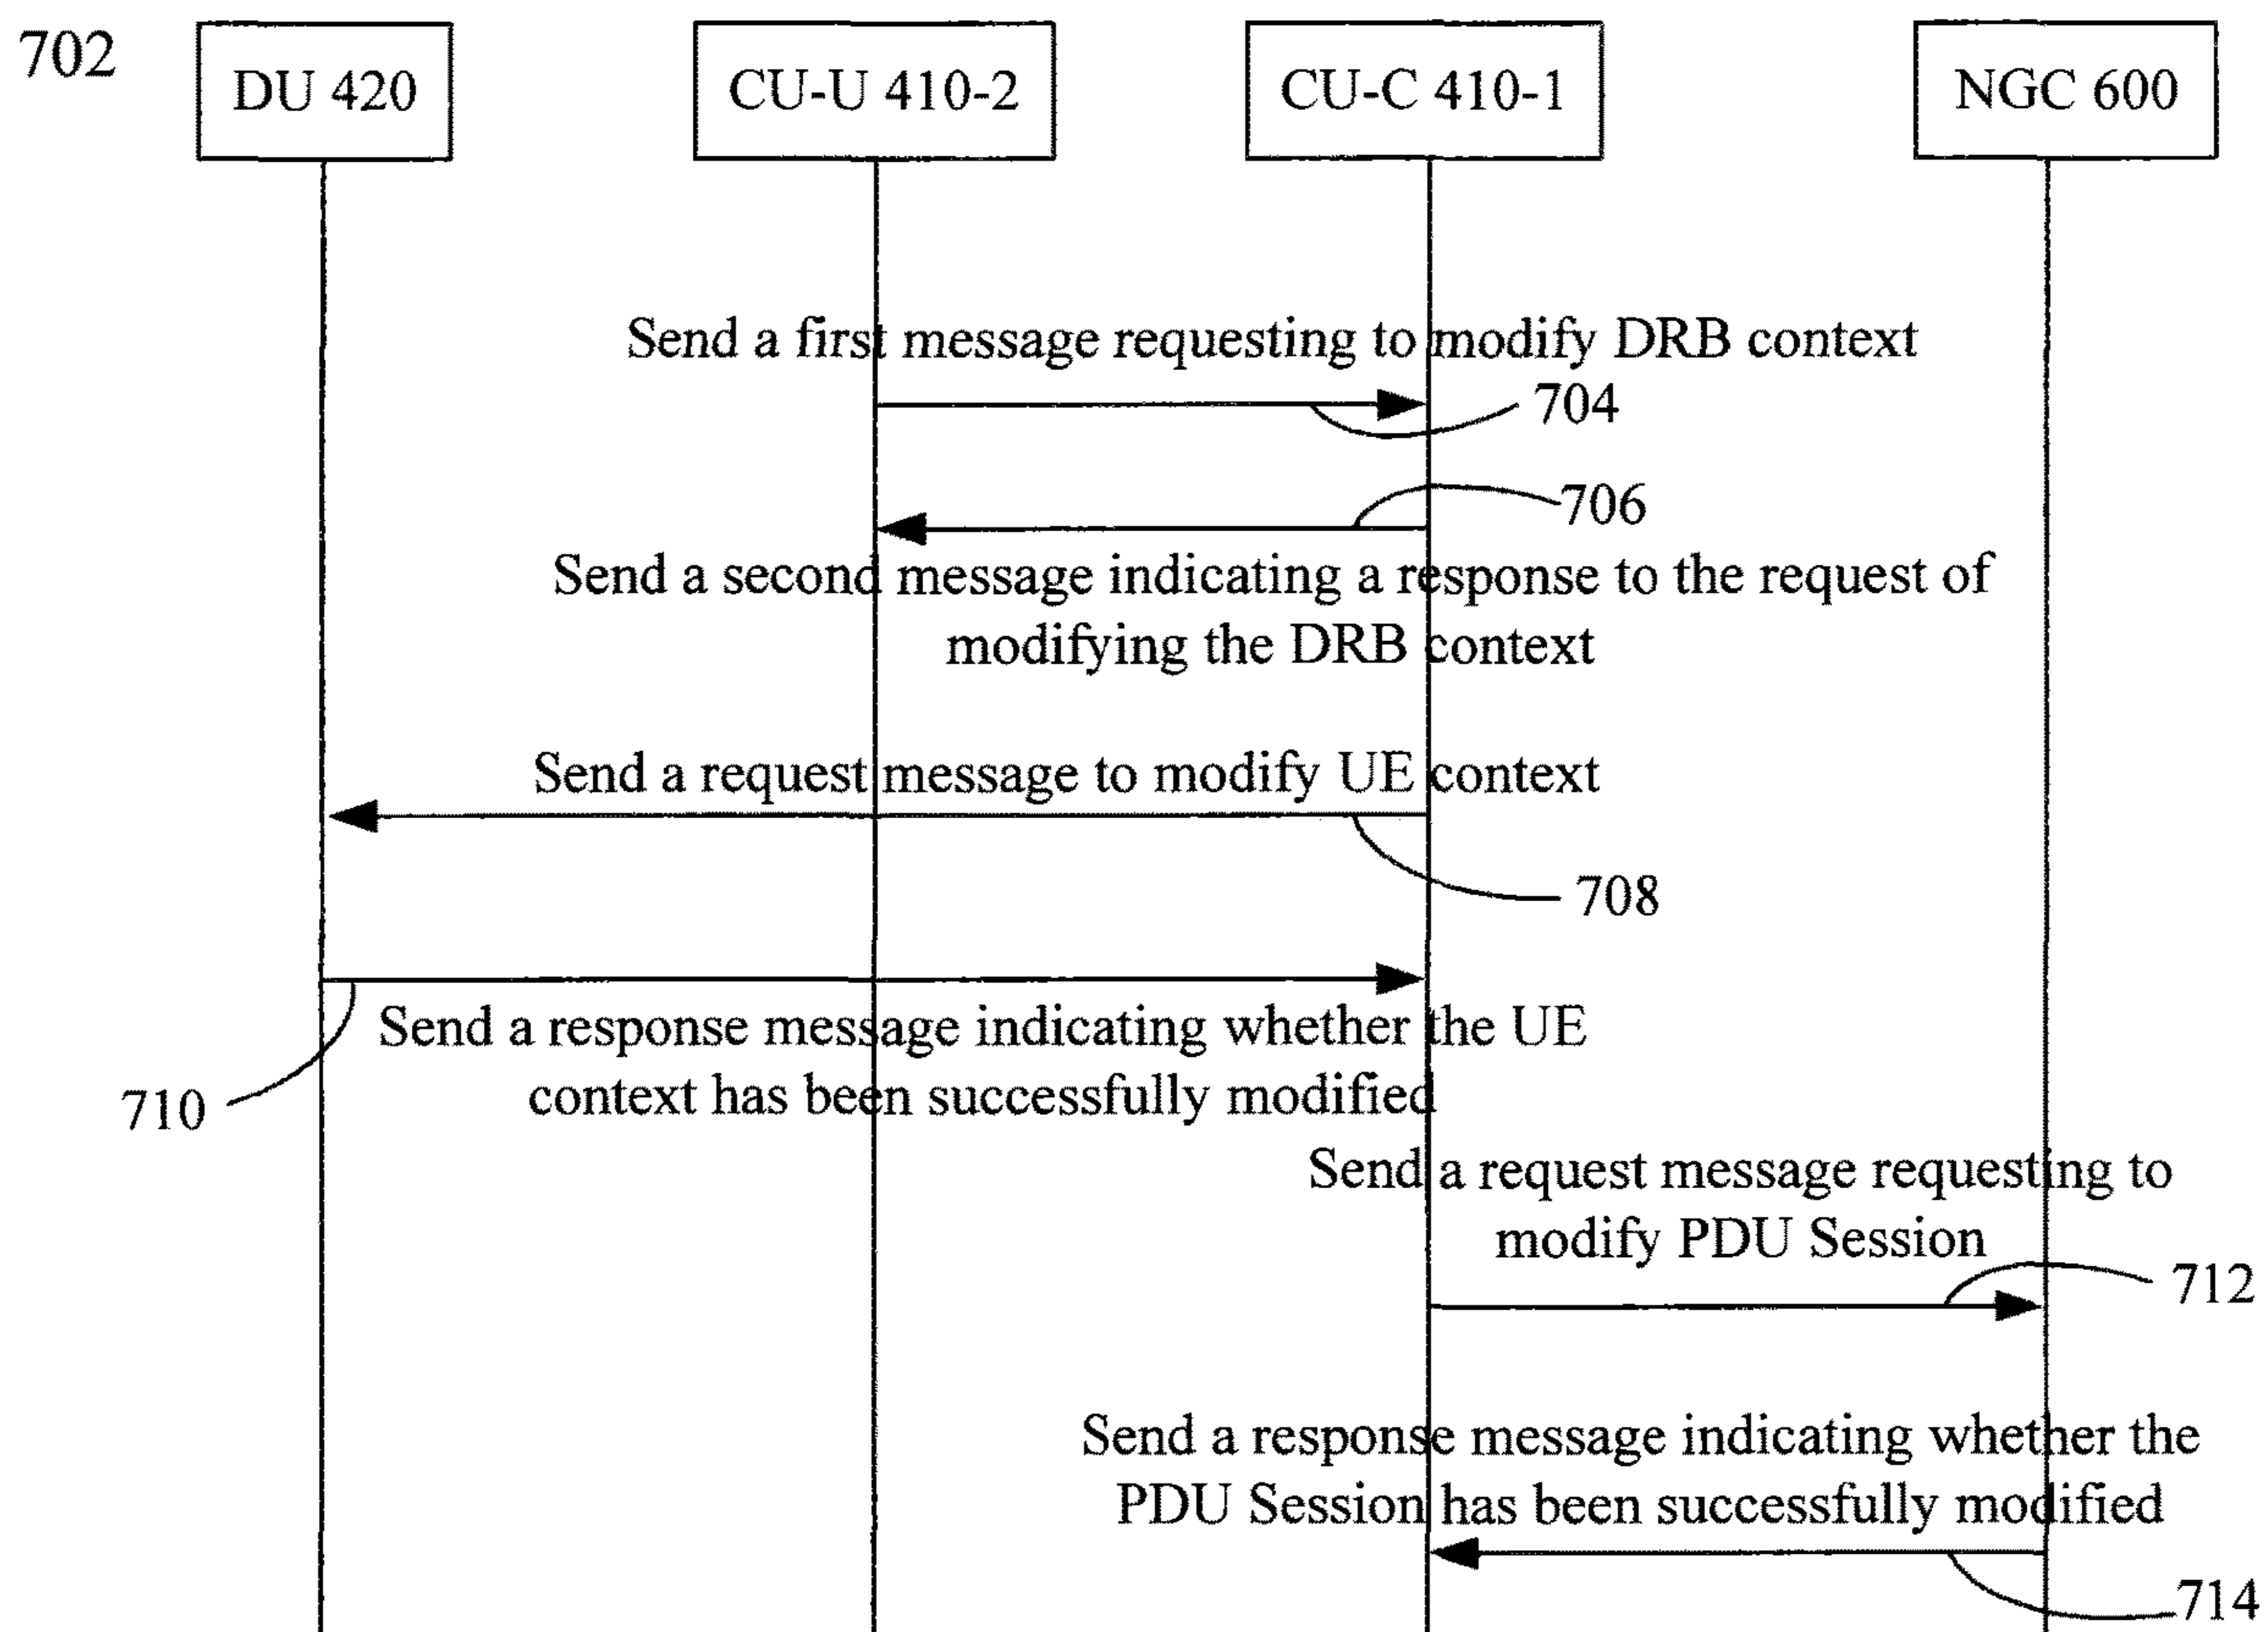 702
DU 420
CU-U 410-2
CU-C 410-1
NGC 600
Send a first message requesting to modify DRB context
704
706
Send a second message indicating a response to the request of
modifying the DRB context
Send a request message to modify UE context
708
Send a response message indicating whether the UE
context has been successfully modified
710
Send a request message requesting to
modify PDU Session
712
Send a response message indicating whether the
PDU Session has been successfully modified
714